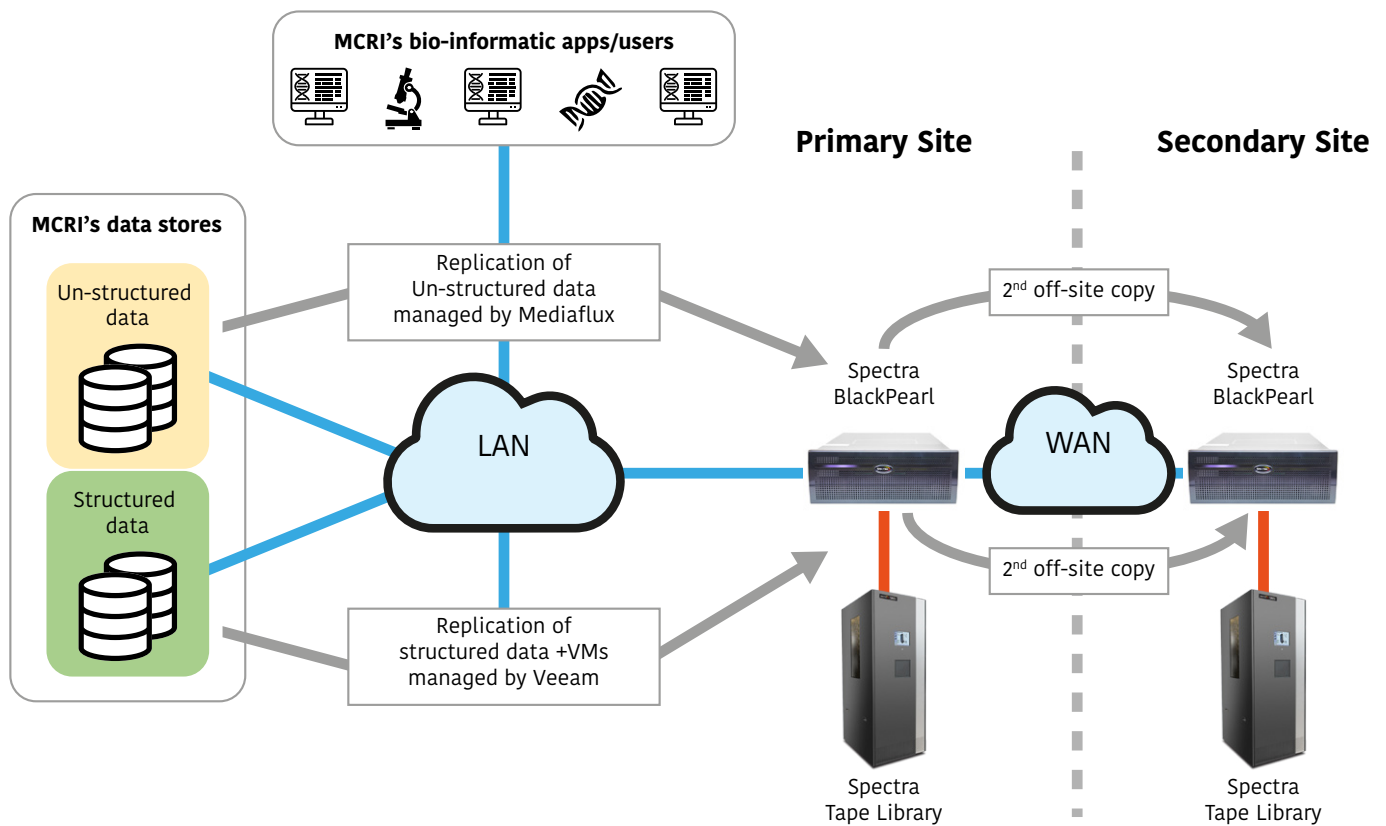 MCRI's bio-informatic apps/users
Primary Site
Secondary Site
MCRI's data stores
Un-structured
data
Structured
data
Replication of
Un-structured data
managed by Mediaflux
2nd off-site copy
Spectra
BlackPearl
Spectra
BlackPearl
LAN
WAN
2nd off-site copy
Replication of
structured data +VMs
managed by Veeam
Spectra
Tape Library
Spectra
Tape Library